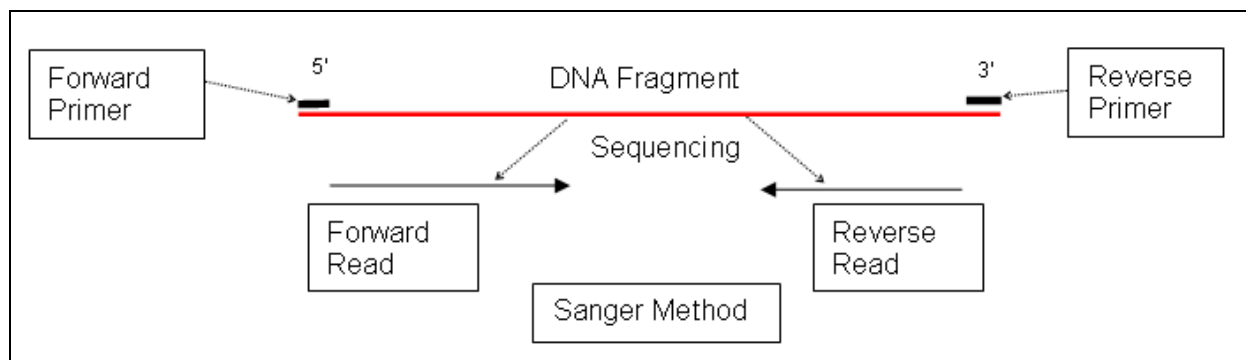 Forward
Primer
5'
DNA Fragment
3'
Reverse
Primer
Sequencing
Forward
Read
Reverse
Read
Sanger Method